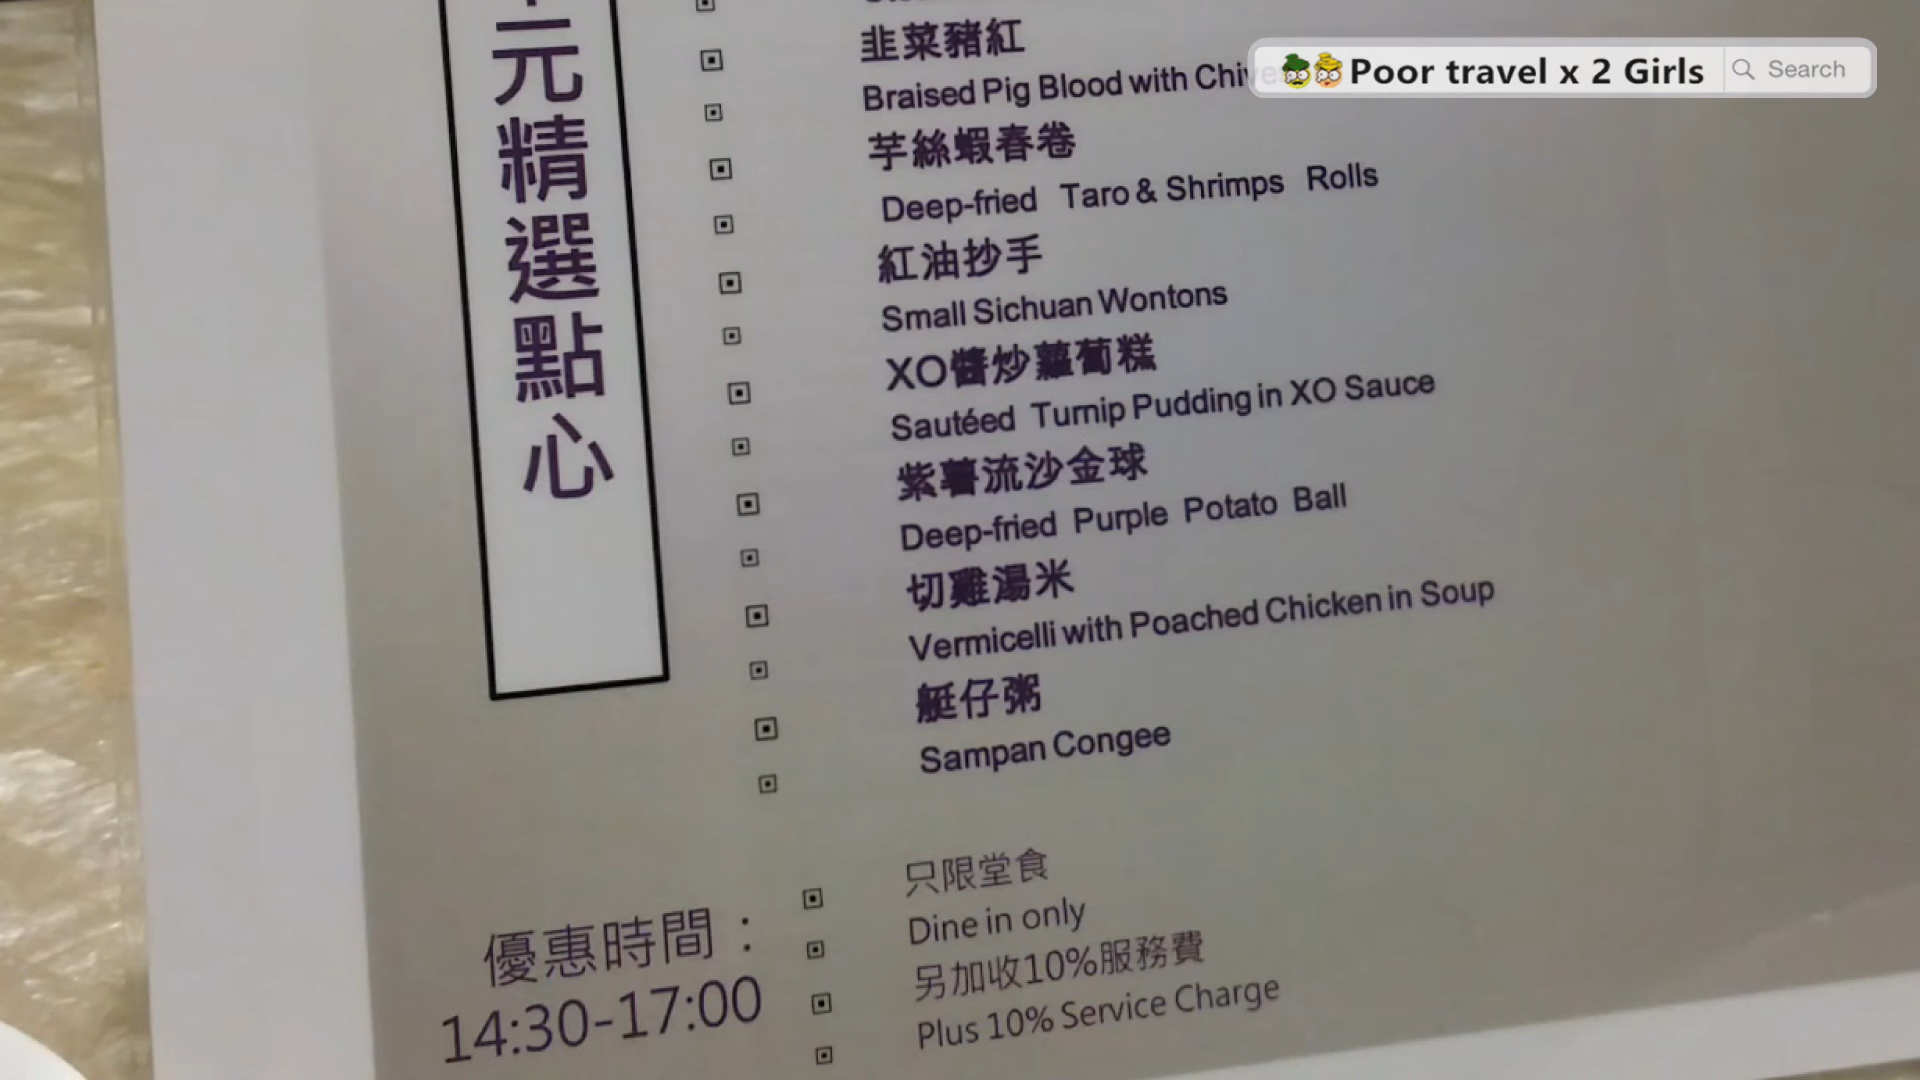 元精選點心
韭菜豬紅
Braised Pig Blood with Chive
芋絲蝦春卷
Deep-fried Taro & Shrimps Rolls
紅油抄手
Small Sichuan Wontons
XO醬炒蘿蔔糕
Sautéed Turnip Pudding in XO Sauce
紫薯流沙金球
Deep-fried Purple Potato Ball
切雞湯米
Vermicelli with Poached Chicken in Soup
艇仔粥
Sampan Congee
優惠時間：
14:30-17:00
只限堂食
Dine in only
另加收10%服務費
Plus 10% Service Charge
Poor travel x 2 Girls
Search